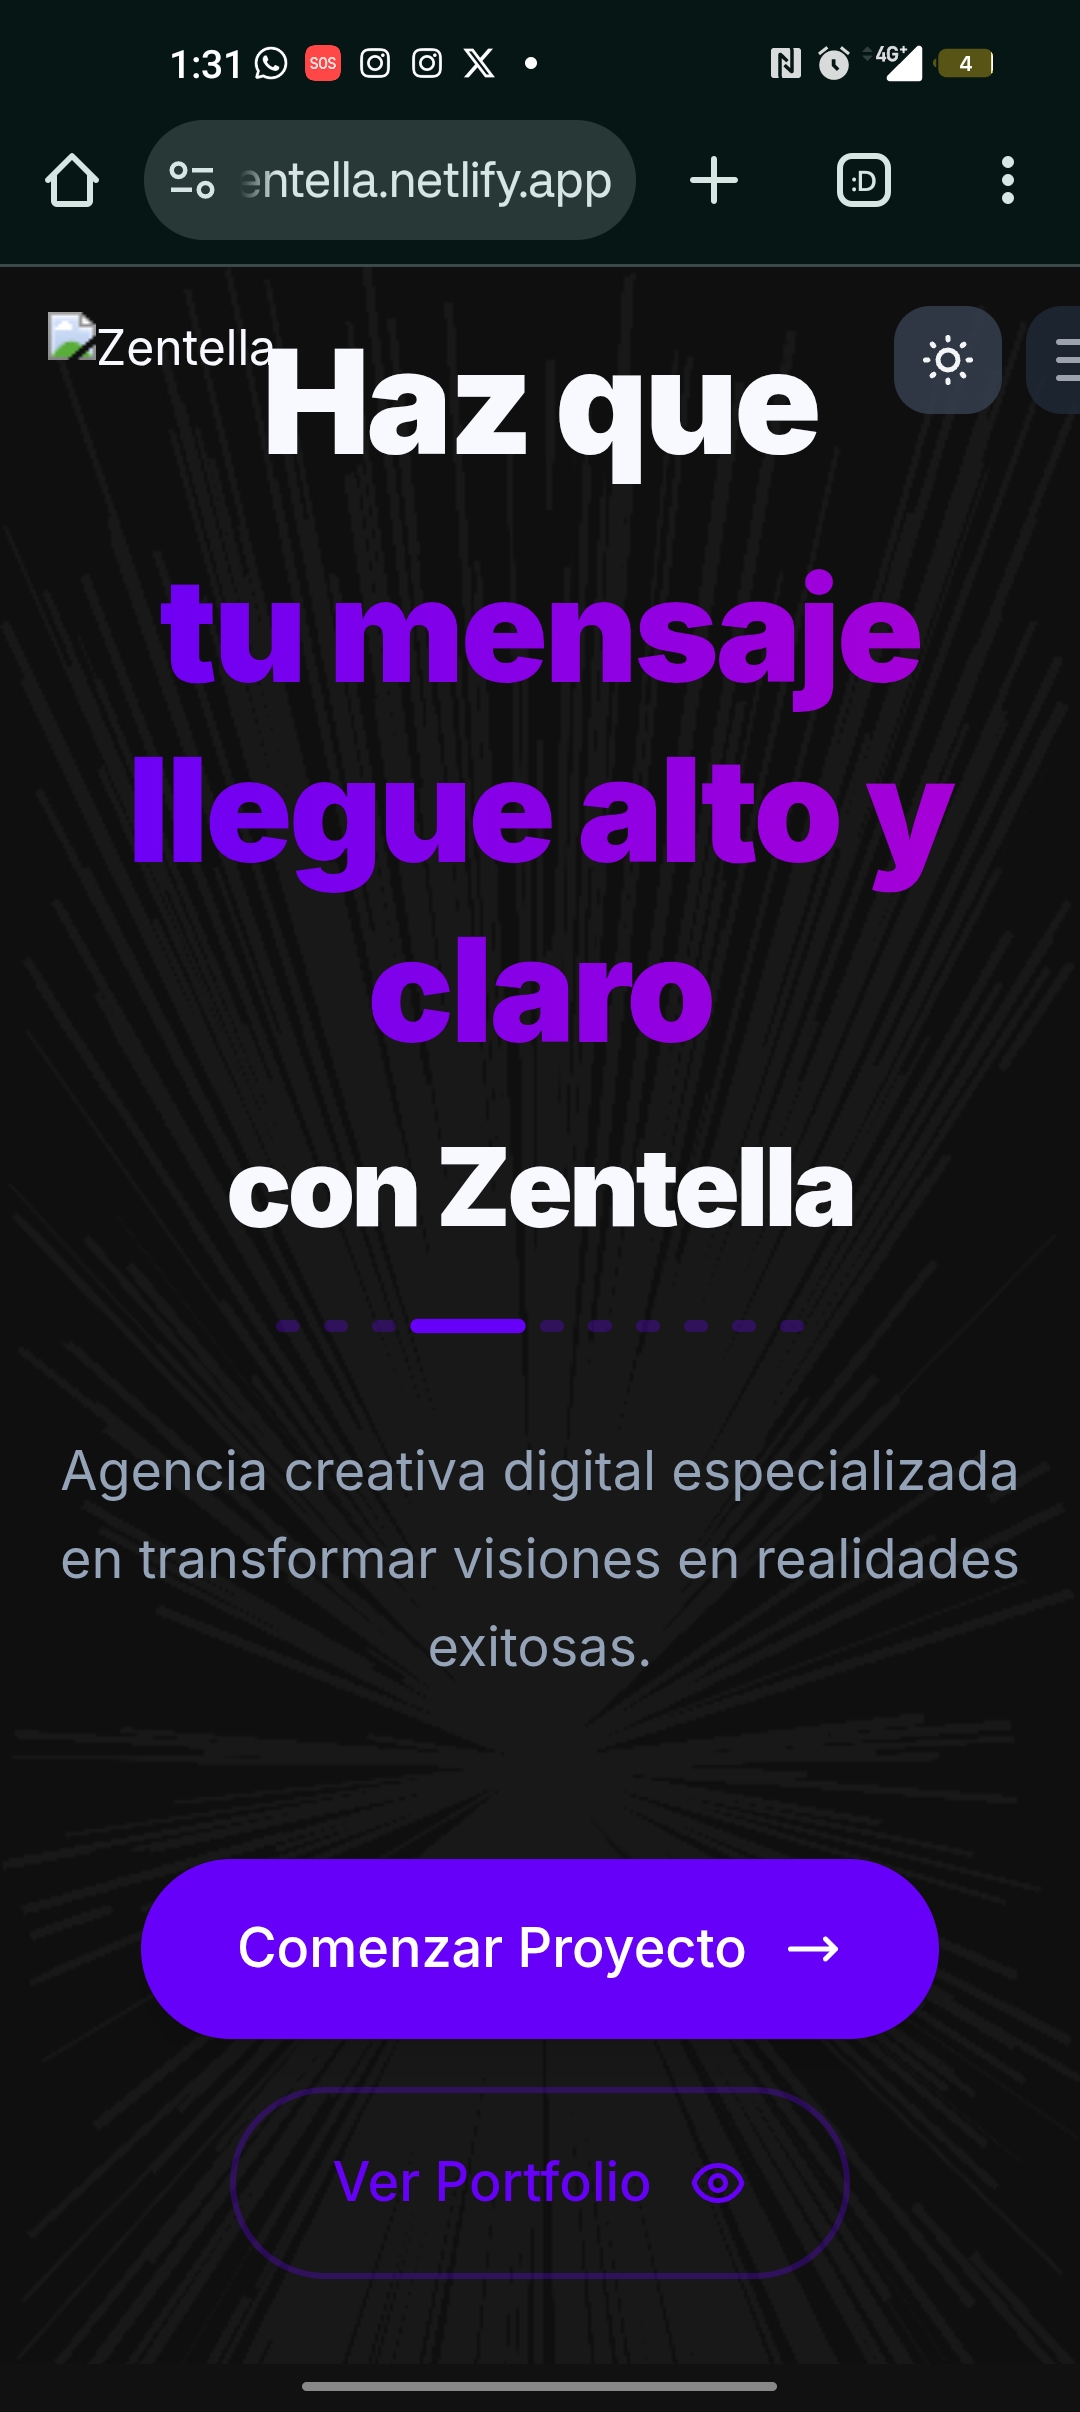 1:31
SOS
4G+
4
entella.netlify.app
:D
Zentella
Haz que
tu mensaje
llegue alto y
claro
con Zentella
Agencia creativa digital especializada
en transformar visiones en realidades
exitosas.
Comenzar Proyecto →
Ver Portfolio